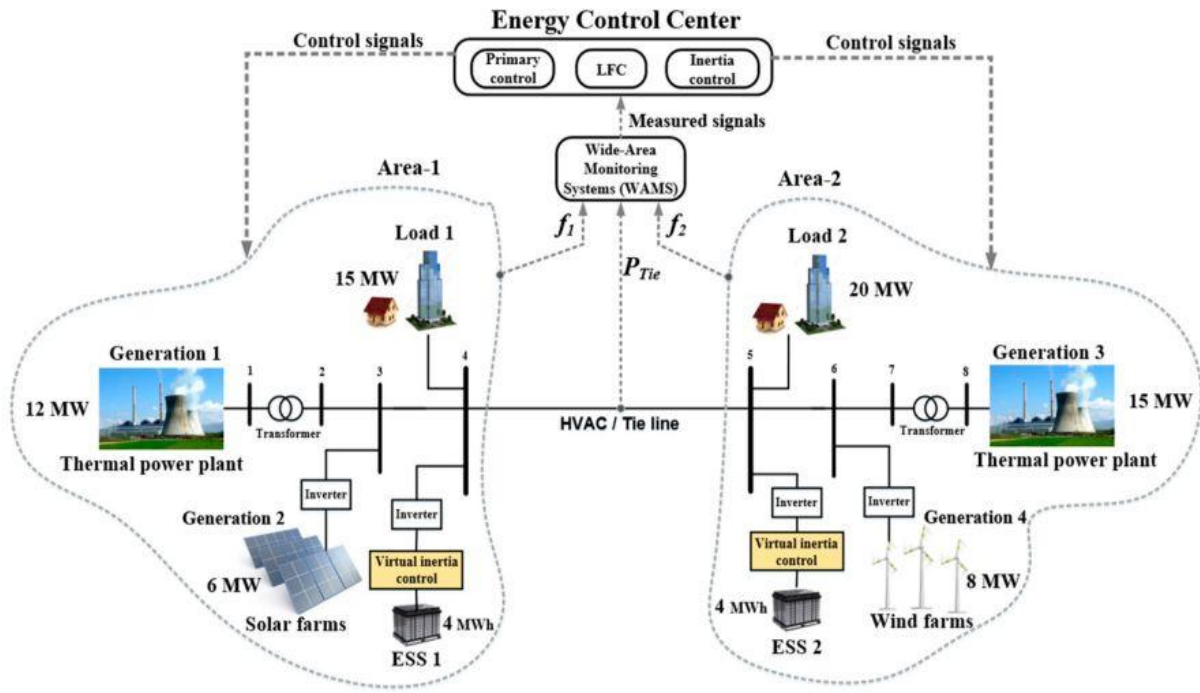 Energy Control Center
Control signals
Control signals
Primary
control
LFC
Inertia
control
Measured signals
Wide-Area
Monitoring
Systems (WAMS)
Area-1
Area-2
f1
f2
PTie
Load 1
15 MW
Load 2
20 MW
Generation 1
12 MW
Thermal power plant
1
2
3
4
Transformer
HVAC / Tie line
5
6
7
8
Transformer
Generation 3
15 MW
Thermal power plant
Inverter
Generation 2
6 MW
Solar farms
Inverter
Virtual inertia
control
4 MWh
ESS 1
Inverter
Virtual inertia
control
4 MWh
ESS 2
Inverter
Generation 4
8 MW
Wind farms